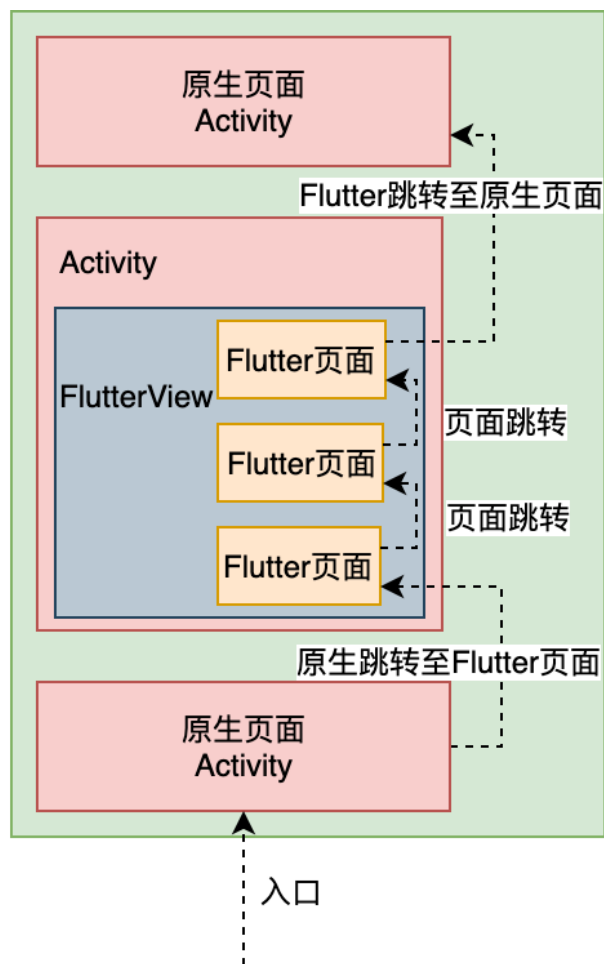 原生页面
Activity
Flutter跳转至原生页面
Activity
Flutter页面
FlutterView
页面跳转
Flutter页面
页面跳转
Flutter页面
原生跳转至Flutter页面
原生页面
Activity
入口